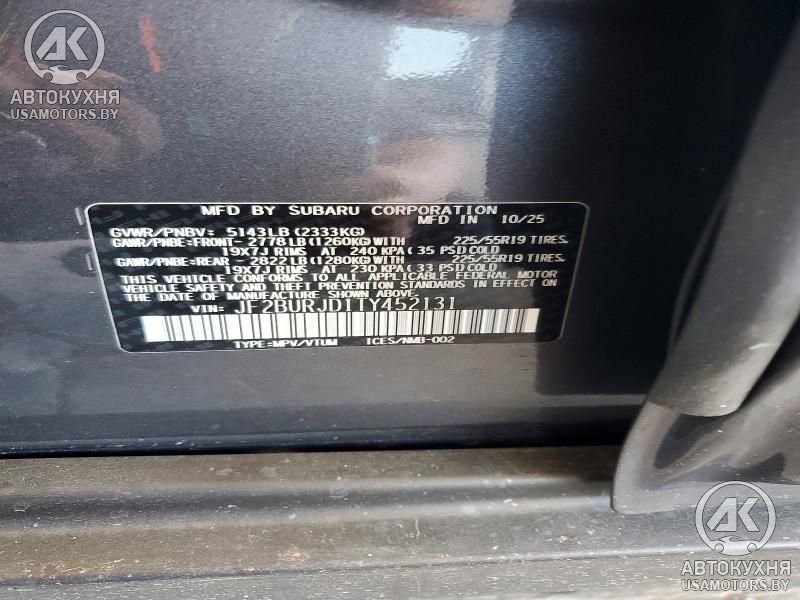 АК
АВТОКУХНЯ
USAMOTORS.BY
MFD BY SUBARU CORPORATION
MFD IN 10/25
GVWR/PNBV: 5143LB (2333KG)
GAWR/PNBE:FRONT- 2778 LB (1260KG) WITH 225/55R19 TIRES.
19X7J RIMS AT 240 KPA ( 35 PSI) COLD
GAWR/PNBE:REAR - 2822 LB (1280KG) WITH 225/55R19 TIRES.
19X7J RIMS AT 230 KPA ( 33 PSI) COLD
THIS VEHICLE CONFORMS TO ALL APPLICABLE FEDERAL MOTOR
VEHICLE SAFETY AND THEFT PREVENTION STANDARDS IN EFFECT ON
THE DATE OF MANUFACTURE SHOWN ABOVE.
VIN: JF2BURJD1TY452131
TYPE:MPV/VTUM ICES/NMB-002
АК
АВТОКУХНЯ
USAMOTORS.BY